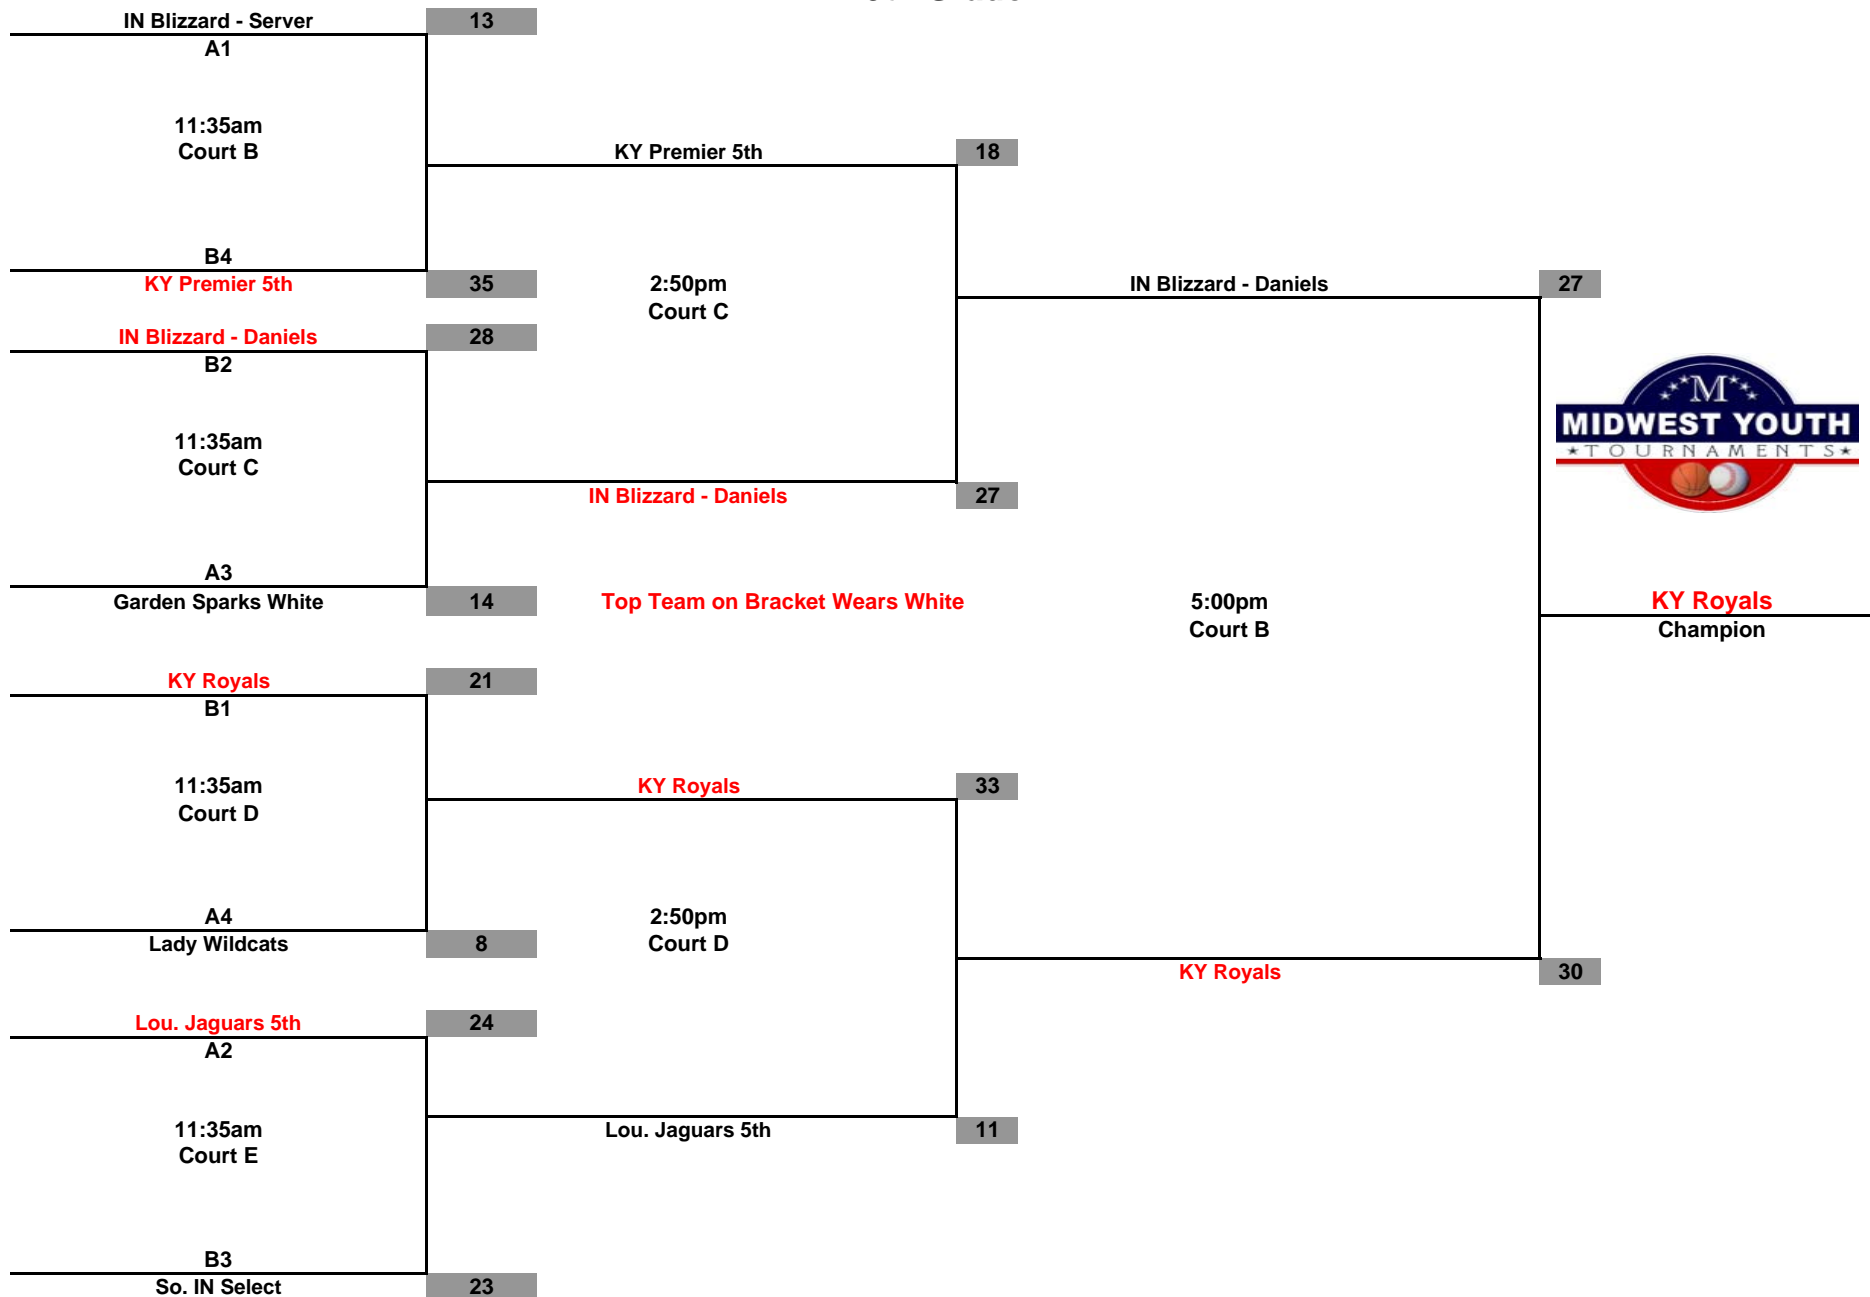 IN Blizzard - Server 13
A1
11:35am
Court B
B4
KY Premier 5th 35
IN Blizzard - Daniels 28
B2
11:35am
Court C
A3
Garden Sparks White 14
KY Royals 21
B1
11:35am
Court D
A4
Lady Wildcats 8
Lou. Jaguars 5th 24
A2
11:35am
Court E
B3
So. IN Select 23
KY Premier 5th 18
2:50pm
Court C
IN Blizzard - Daniels 27
Top Team on Bracket Wears White
KY Royals 33
2:50pm
Court D
Lou. Jaguars 5th 11
IN Blizzard - Daniels 27
5:00pm
Court B
KY Royals 30
M
MIDWEST YOUTH
TOURNAMENTS
KY Royals
Champion